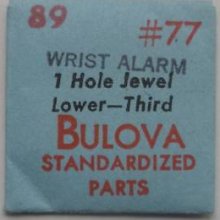 89 #77
WRIST ALARM
1 Hole Jewel
Lower—Third
BULOVA
STANDARDIZED
PARTS